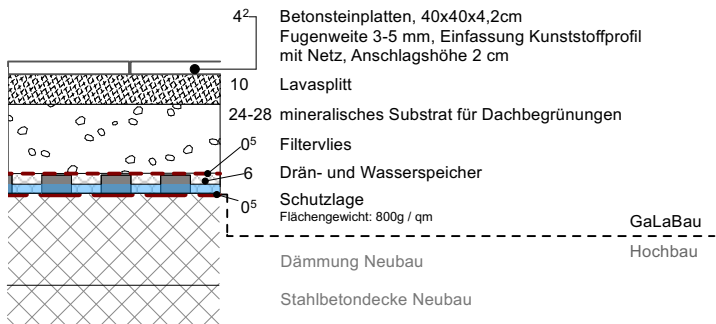 4² Betonsteinplatten, 40x40x4,2cm
Fugenweite 3-5 mm, Einfassung Kunststoffprofil
mit Netz, Anschlagshöhe 2 cm
10 Lavasplitt
24-28 mineralisches Substrat für Dachbegrünungen
0⁵ Filtervlies
6 Drän- und Wasserspeicher
0⁵ Schutzlage
Flächengewicht: 800g / qm
GaLaBau
Hochbau
Dämmung Neubau
Stahlbetondecke Neubau